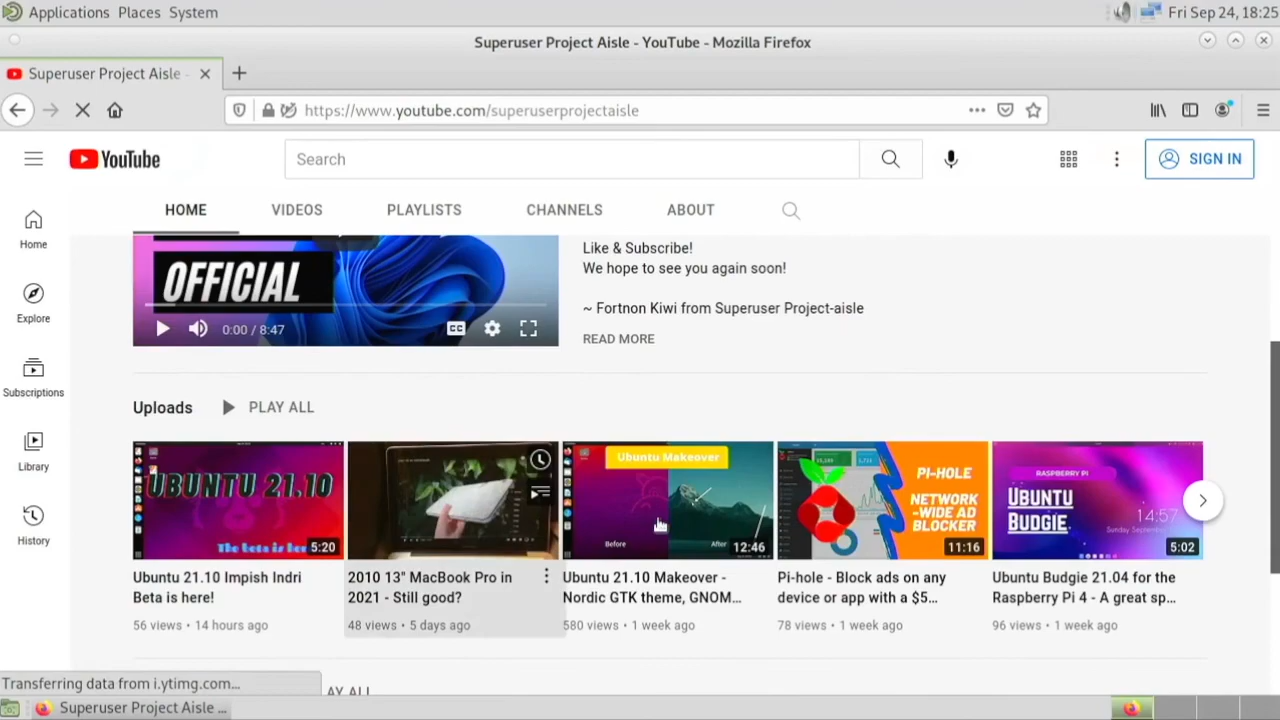 Applications Places System
Fri Sep 24, 18:25
Superuser Project Aisle - YouTube - Mozilla Firefox
Superuser Project Aisle -
https://www.youtube.com/superuserprojectaisle
YouTube
Search
SIGN IN
HOME VIDEOS PLAYLISTS CHANNELS ABOUT
Home
Explore
Subscriptions
Library
History
OFFICIAL
0:00 / 8:47
CC
Like & Subscribe!
We hope to see you again soon!
~ Fortnon Kiwi from Superuser Project-aisle
READ MORE
Uploads PLAY ALL
UBUNTU 21.10
5:20
Ubuntu 21.10 Impish Indri
Beta is here!
56 views • 14 hours ago
2010 13" MacBook Pro in
2021 - Still good?
48 views • 5 days ago
Ubuntu Makeover
Before
After
12:46
Ubuntu 21.10 Makeover -
Nordic GTK theme, GNOM...
580 views • 1 week ago
PI-HOLE
NETWORK
-WIDE AD
BLOCKER
11:16
Pi-hole - Block ads on any
device or app with a $5...
78 views • 1 week ago
RASPBERRY PI
UBUNTU
BUDGIE
14:57
5:02
Ubuntu Budgie 21.04 for the
Raspberry Pi 4 - A great sp...
96 views • 1 week ago
Transferring data from i.ytimg.com...
Superuser Project Aisle ...